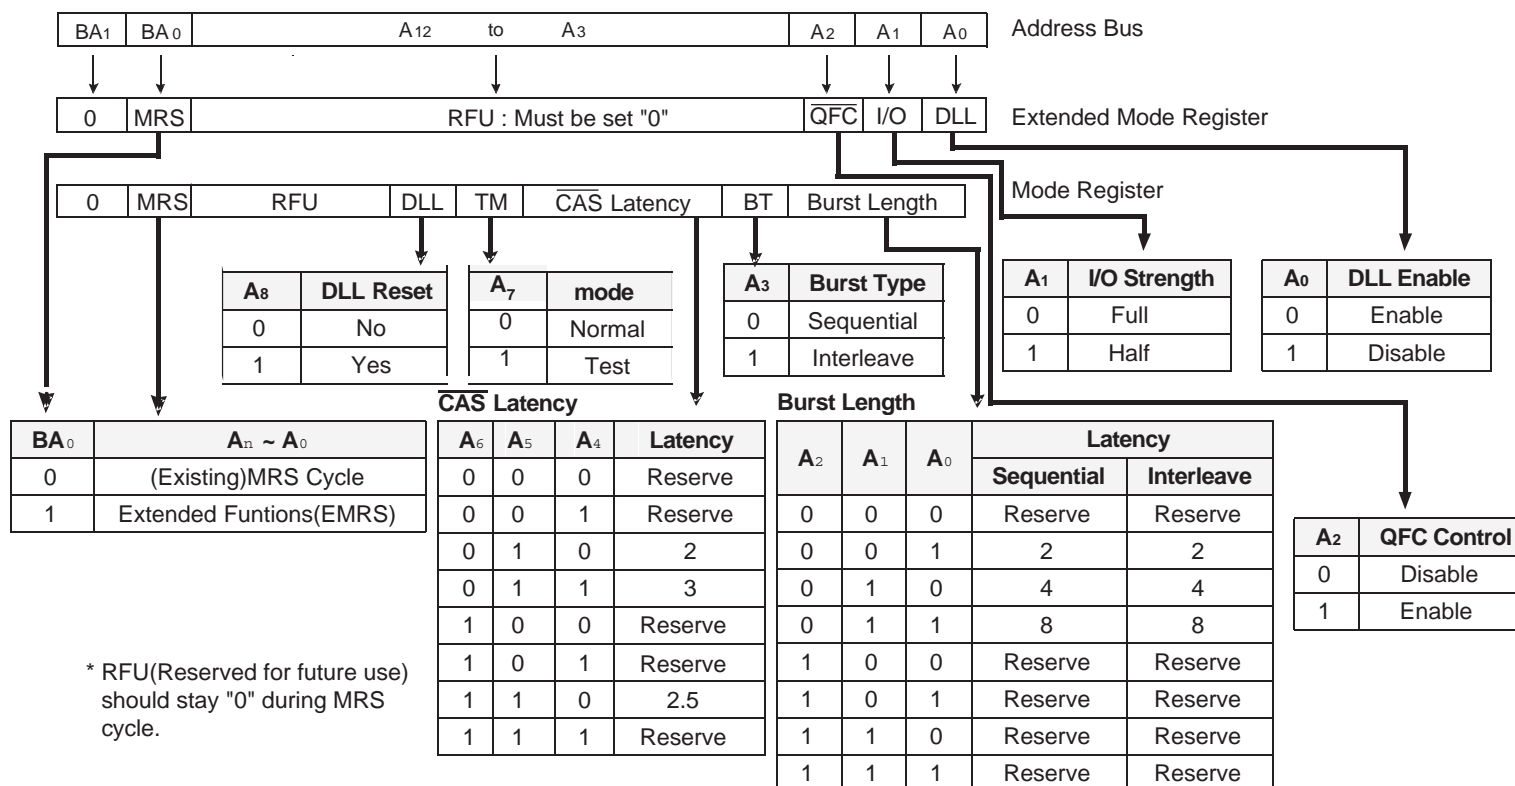 BA1 BA0 A12 to A3 A2 A1 A0 Address Bus
0 MRS RFU : Must be set "0" QFC I/O DLL Extended Mode Register
Mode Register
0 MRS RFU DLL TM CAS Latency BT Burst Length
A8 DLL Reset
0 No
1 Yes
A7 mode
0 Normal
1 Test
A3 Burst Type
0 Sequential
1 Interleave
A1 I/O Strength
0 Full
1 Half
A0 DLL Enable
0 Enable
1 Disable
BA0 An ~ A0
0 (Existing)MRS Cycle
1 Extended Funtions(EMRS)
CAS Latency
A6 A5 A4 Latency
0 0 0 Reserve
0 0 1 Reserve
0 1 0 2
0 1 1 3
1 0 0 Reserve
1 0 1 Reserve
1 1 0 2.5
1 1 1 Reserve
Burst Length
A2 A1 A0 Latency
Sequential Interleave
0 0 0 Reserve Reserve
0 0 1 2 2
0 1 0 4 4
0 1 1 8 8
1 0 0 Reserve Reserve
1 0 1 Reserve Reserve
1 1 0 Reserve Reserve
1 1 1 Reserve Reserve
A2 QFC Control
0 Disable
1 Enable
* RFU(Reserved for future use)
should stay "0" during MRS
cycle.